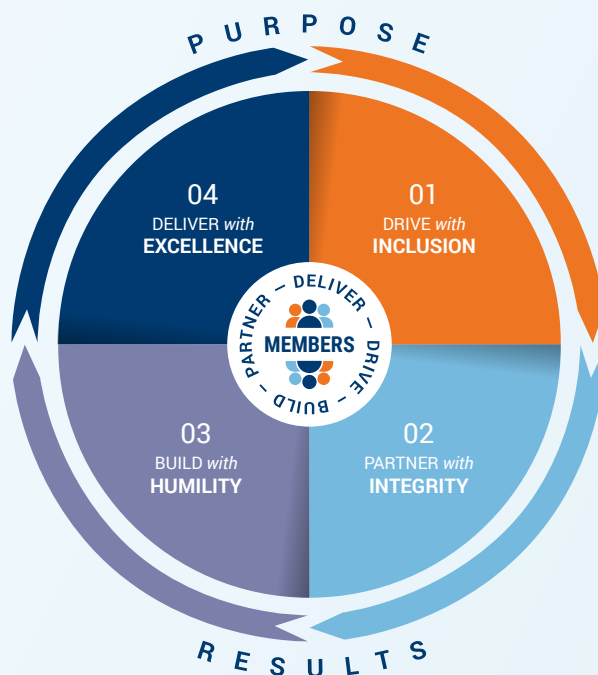 PURPOSE
04
DELIVER with
EXCELLENCE
01
DRIVE with
INCLUSION
PARTNER – DELIVER – DRIVE – BUILD –
MEMBERS
03
BUILD with
HUMILITY
02
PARTNER with
INTEGRITY
RESULTS